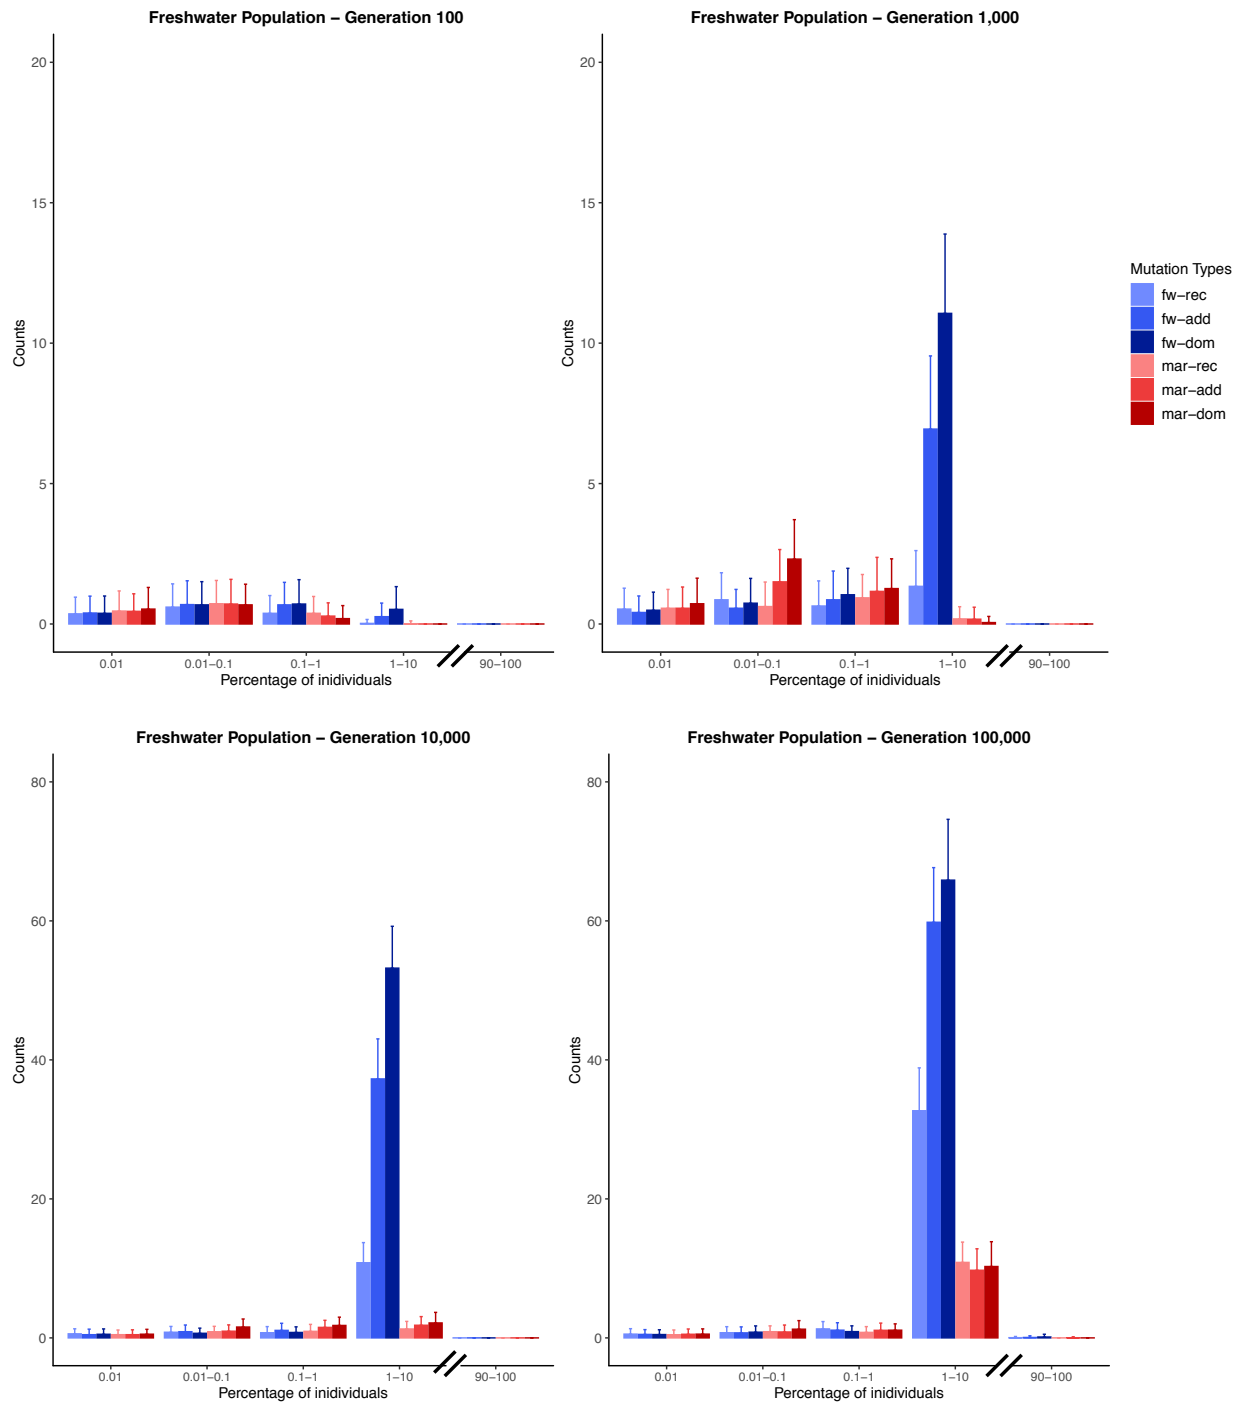 Freshwater Population – Generation 100
20
15
10
5
0
Counts
0.01
0.01–0.1
0.1–1
1–10
90–100
Percentage of inidividuals
Freshwater Population – Generation 1,000
20
15
10
5
0
Counts
0.01
0.01–0.1
0.1–1
1–10
90–100
Percentage of inidividuals
Mutation Types
fw–rec
fw–add
fw–dom
mar–rec
mar–add
mar–dom
Freshwater Population – Generation 10,000
80
60
40
20
0
Counts
0.01
0.01–0.1
0.1–1
1–10
90–100
Percentage of inidividuals
Freshwater Population – Generation 100,000
80
60
40
20
0
Counts
0.01
0.01–0.1
0.1–1
1–10
90–100
Percentage of inidividuals